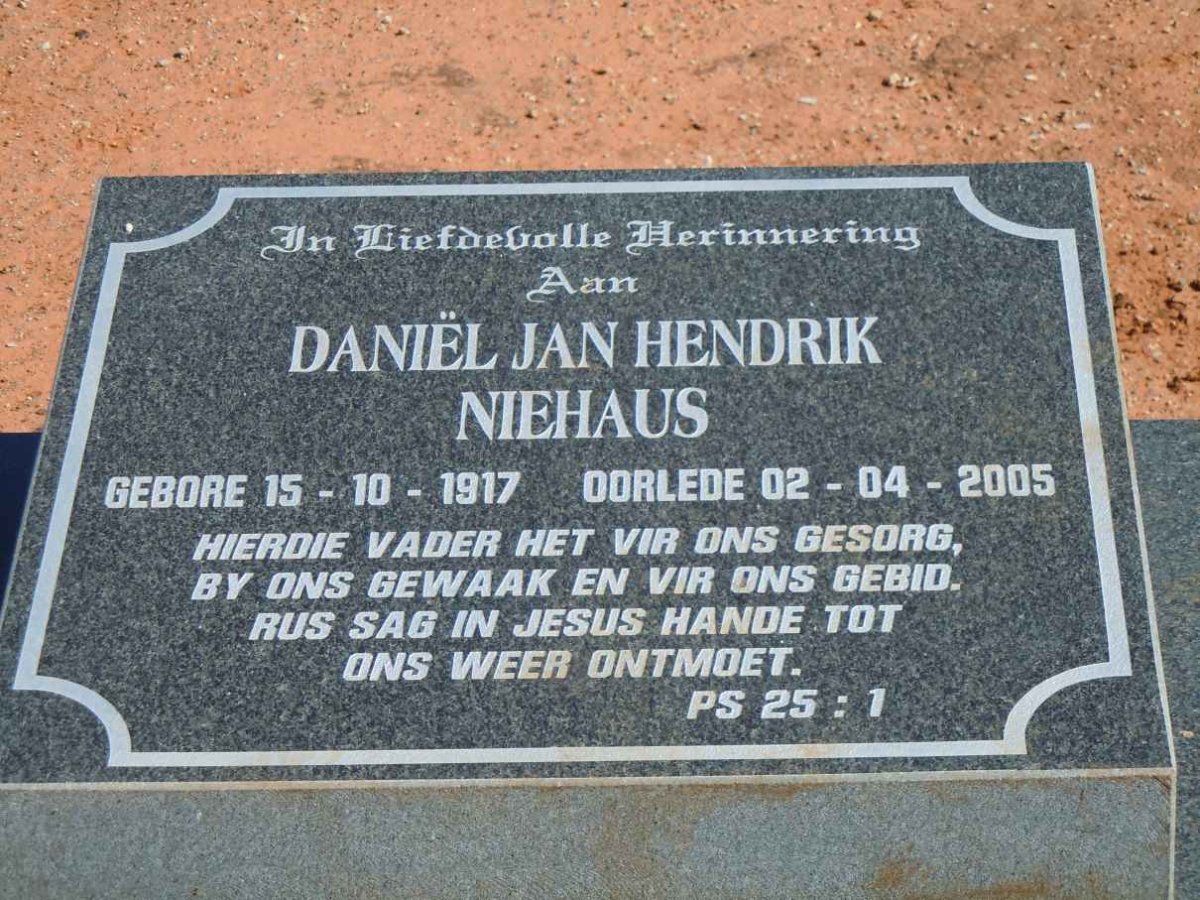 In Liefdevolle Herinnering
Aan
DANIËL JAN HENDRIK
NIEHAUS
GEBORE 15 - 10 - 1917 OORLEDE 02 - 04 - 2005
HIERDIE VADER HET VIR ONS GESORG,
BY ONS GEWAAK EN VIR ONS GEBID.
RUS SAG IN JESUS HANDE TOT
ONS WEER ONTMOET.
PS 25 : 1